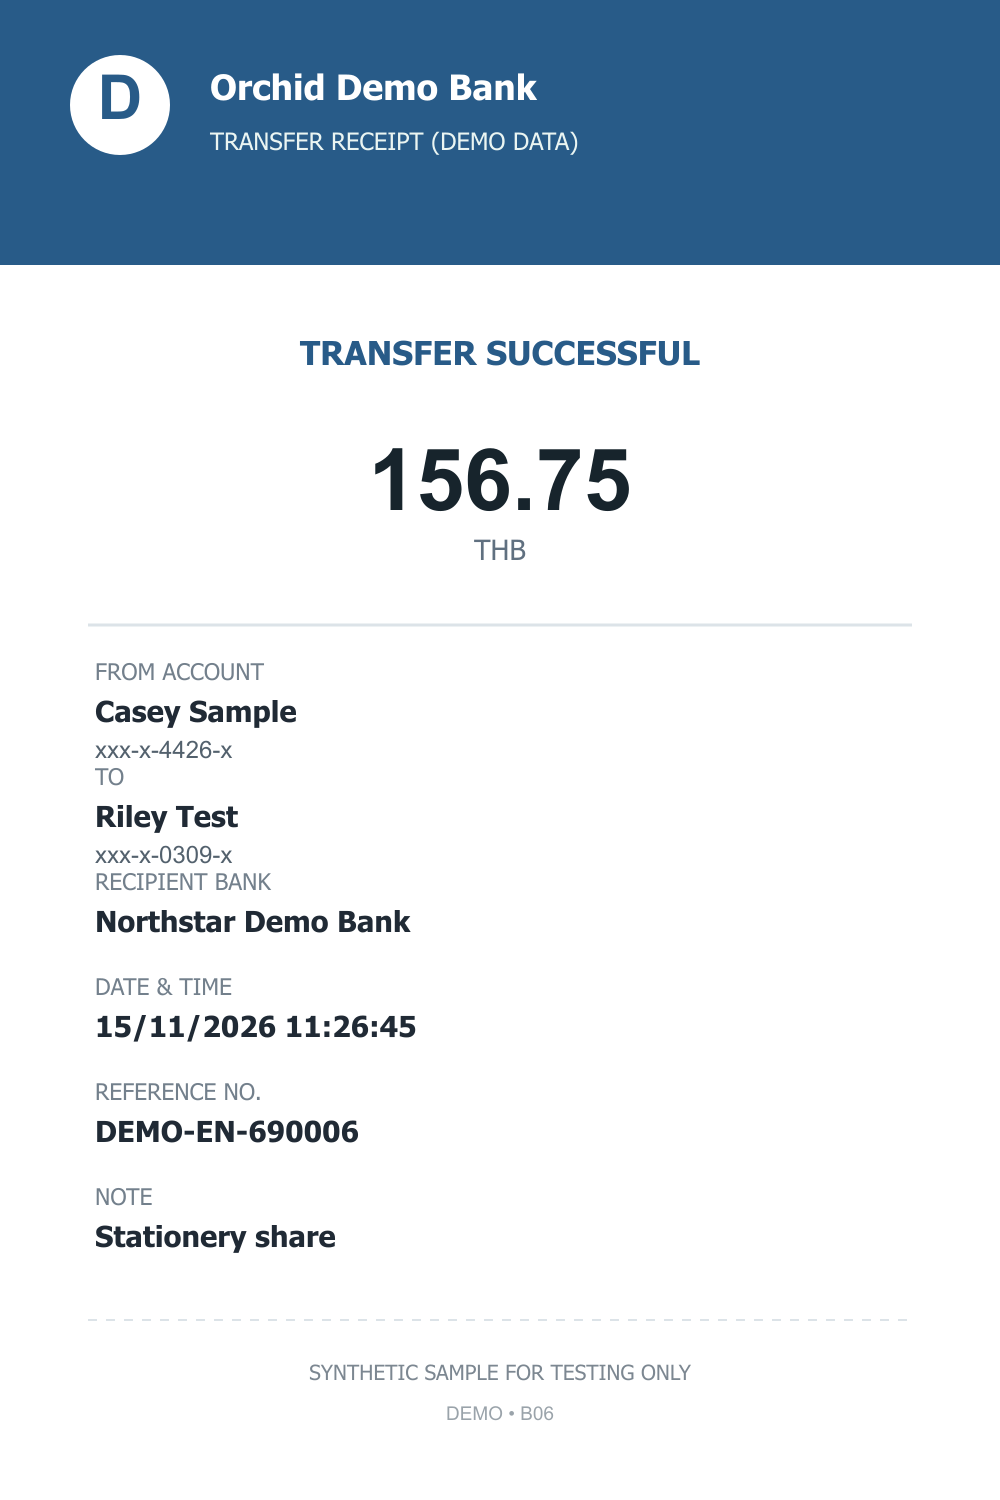 D
Orchid Demo Bank
TRANSFER RECEIPT (DEMO DATA)
TRANSFER SUCCESSFUL
156.75
THB
FROM ACCOUNT
Casey Sample
xxx-x-4426-x
TO
Riley Test
xxx-x-0309-x
RECIPIENT BANK
Northstar Demo Bank
DATE & TIME
15/11/2026 11:26:45
REFERENCE NO.
DEMO-EN-690006
NOTE
Stationery share
SYNTHETIC SAMPLE FOR TESTING ONLY
DEMO • B06